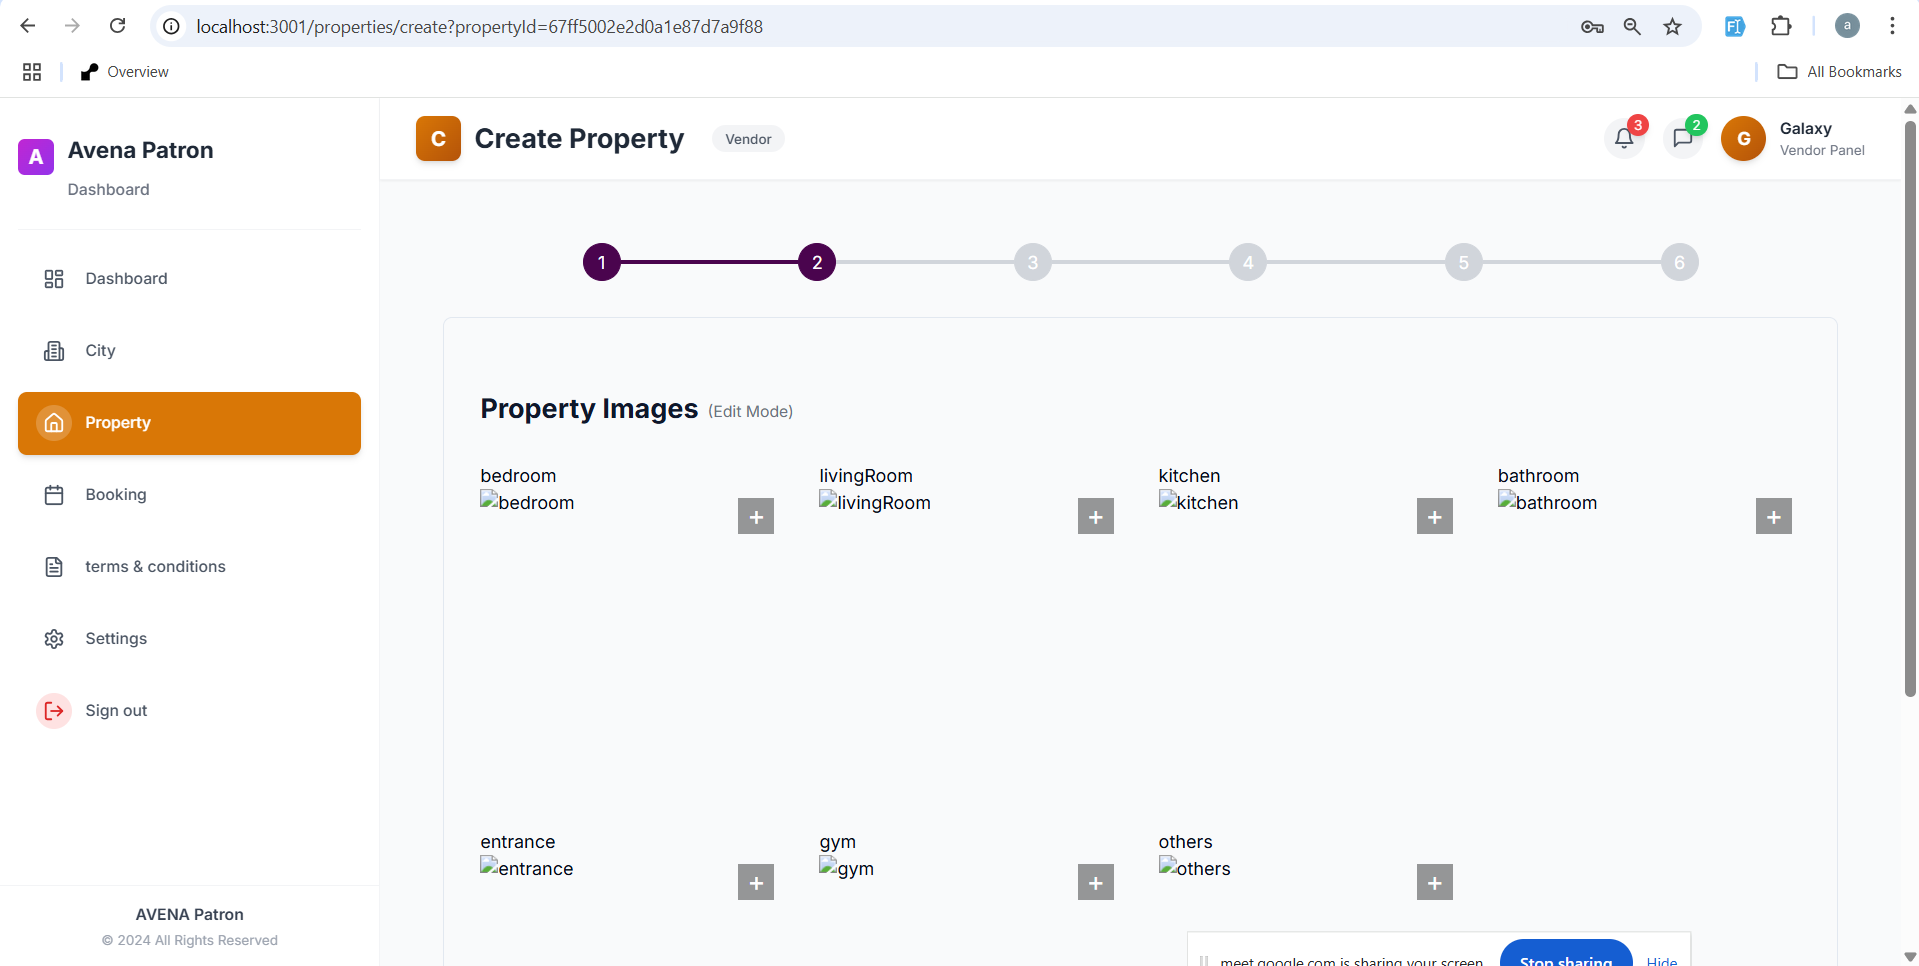 localhost:3001/properties/create?propertyId=67ff5002e2d0a1e87d7a9f88
a
Overview
All Bookmarks
A
Avena Patron
Dashboard
Dashboard
City
Property
Booking
terms & conditions
Settings
Sign out
AVENA Patron
© 2024 All Rights Reserved
C
Create Property
Vendor
3
2
G
Galaxy
Vendor Panel
1
2
3
4
5
6
Property Images (Edit Mode)
bedroom
bedroom
+
livingRoom
livingRoom
+
kitchen
kitchen
+
bathroom
bathroom
+
entrance
entrance
+
gym
gym
+
others
others
+
meet.google.com is sharing your screen.
Stop sharing
Hide